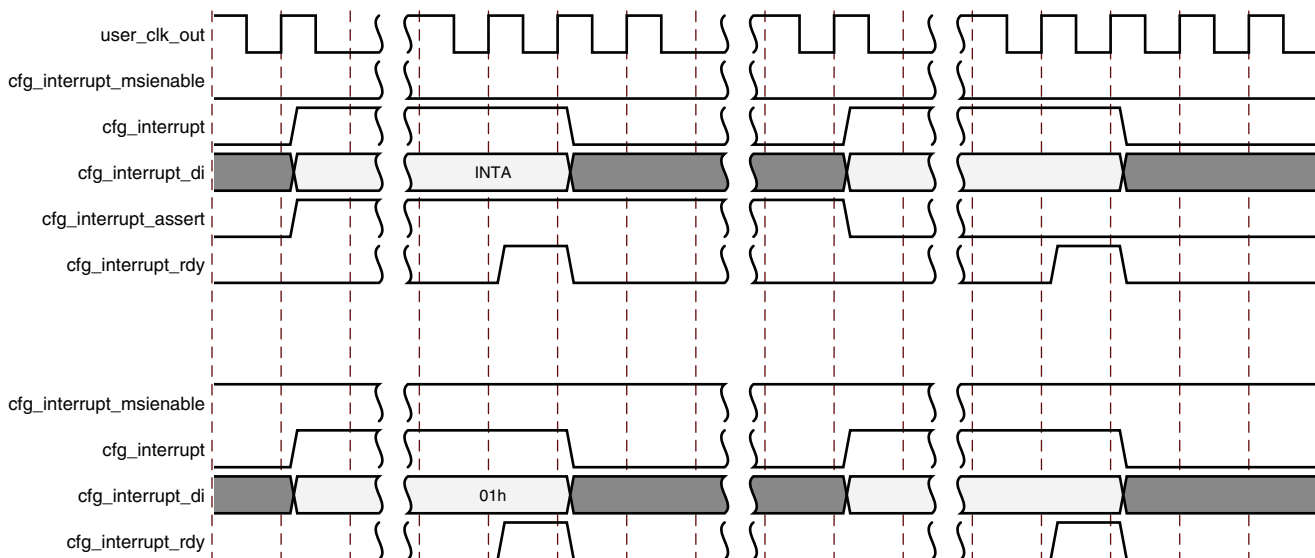 user_clk_out
cfg_interrupt_msienable
cfg_interrupt
cfg_interrupt_di
INTA
cfg_interrupt_assert
cfg_interrupt_rdy
cfg_interrupt_msienable
cfg_interrupt
cfg_interrupt_di
01h
cfg_interrupt_rdy